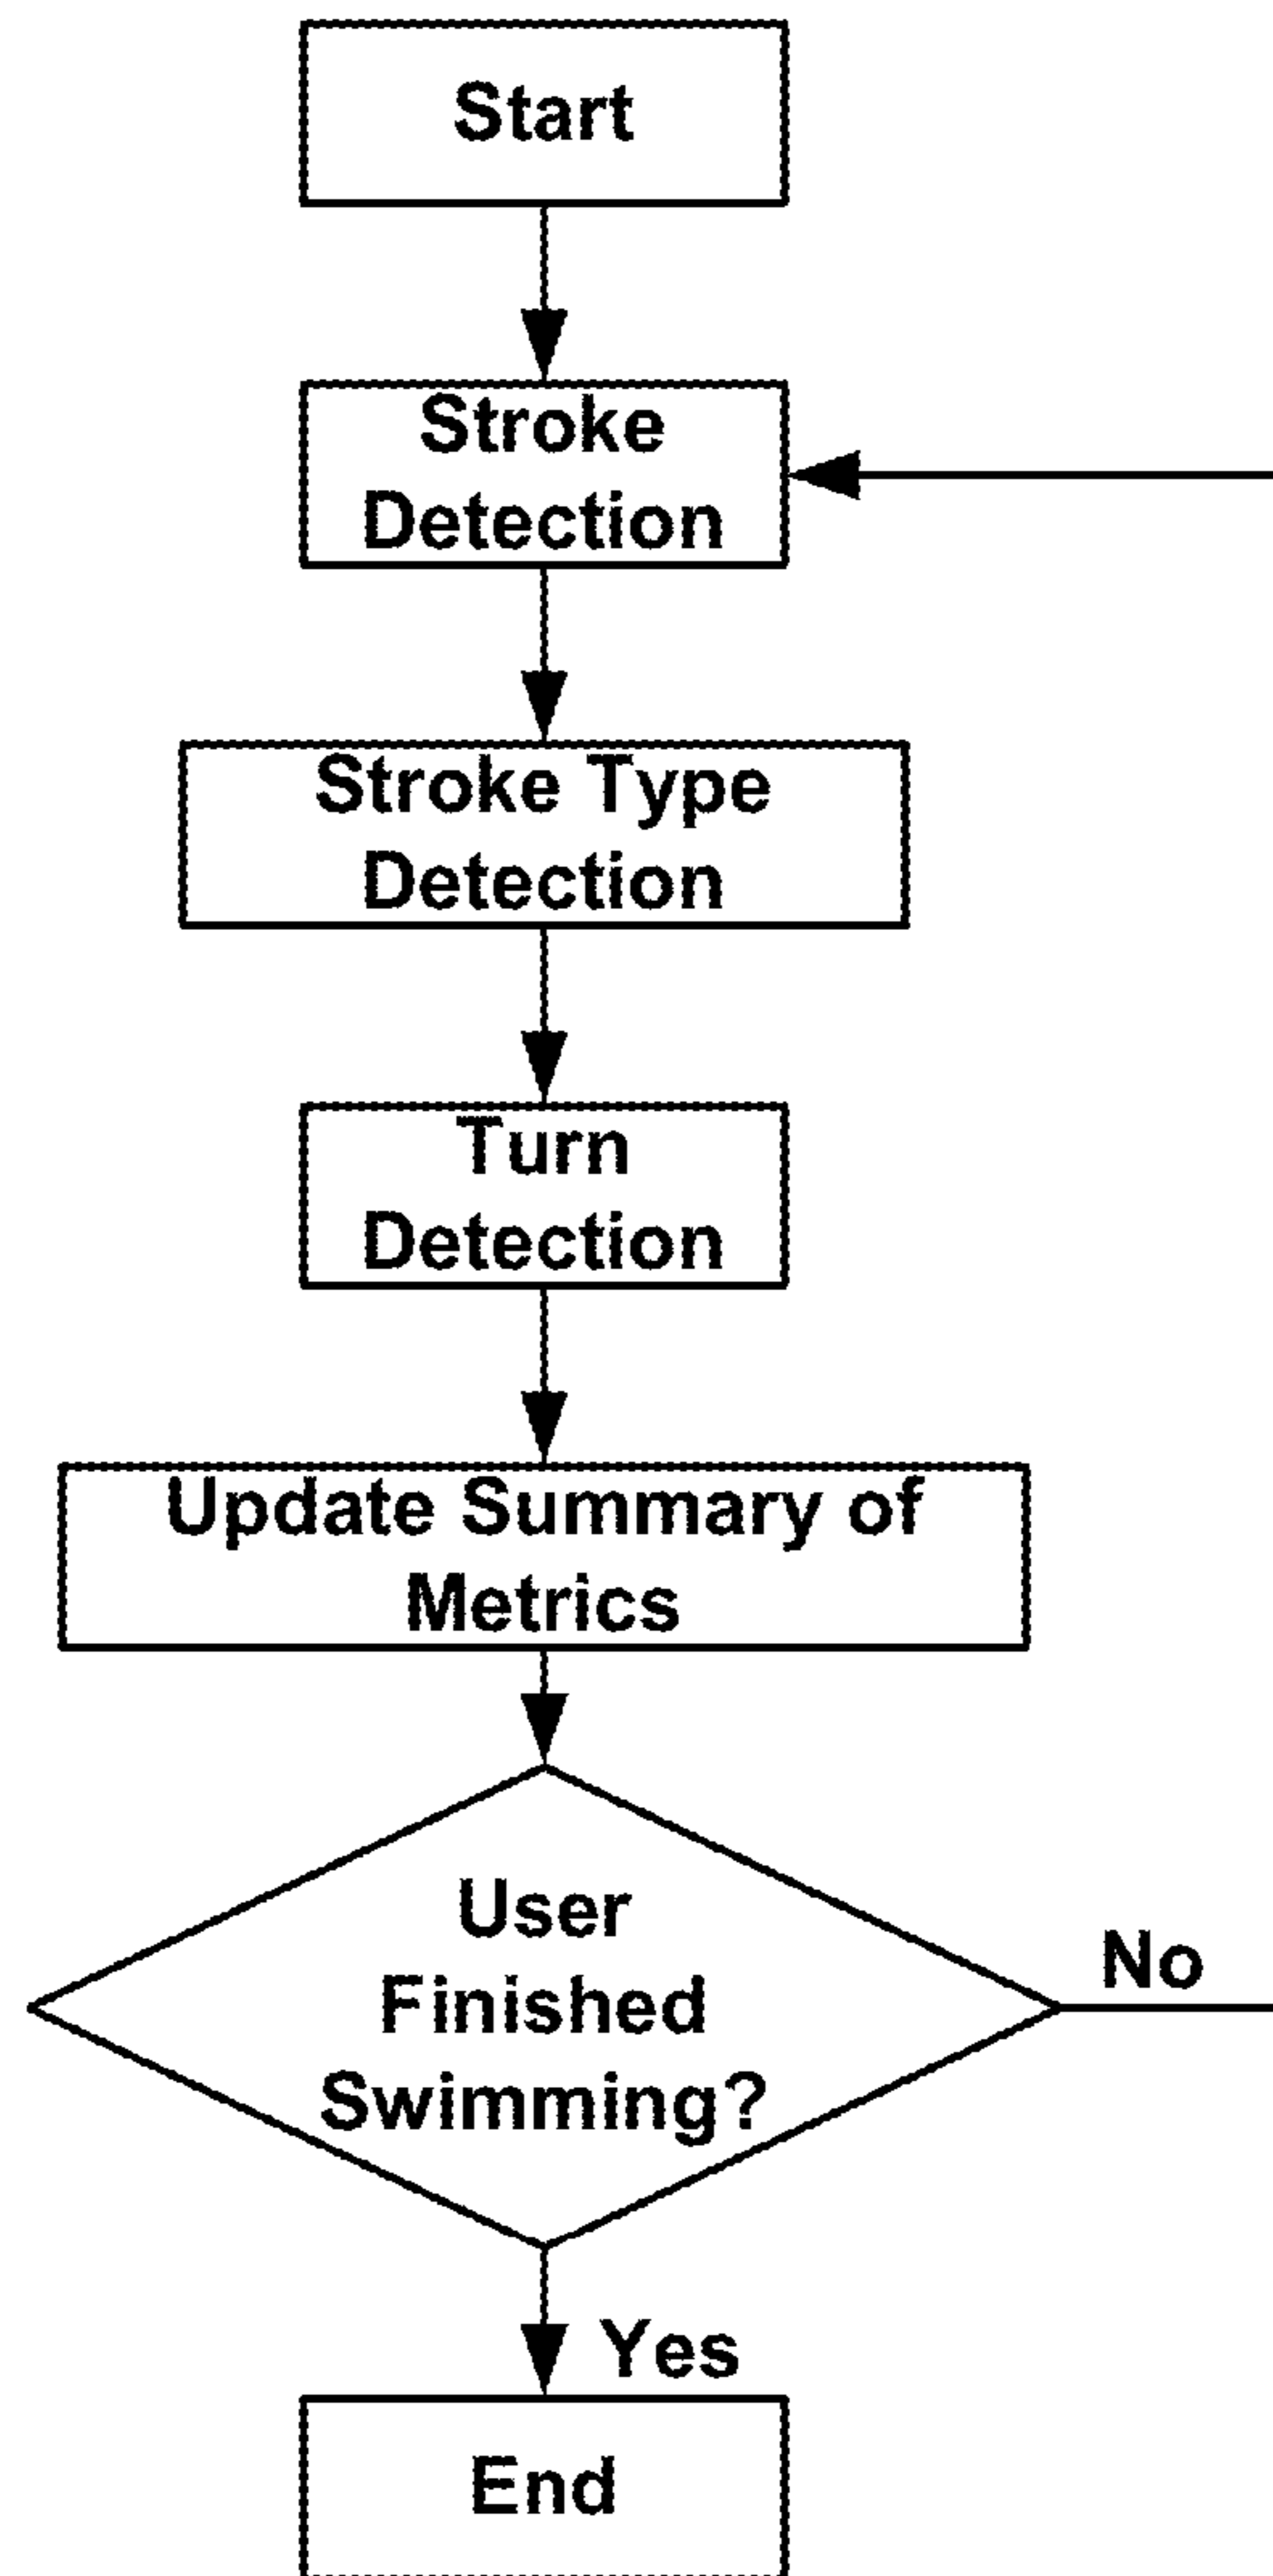 Start
Stroke
Detection
Stroke Type
Detection
Turn
Detection
Update Summary of
Metrics
User
Finished
Swimming?
No
Yes
End